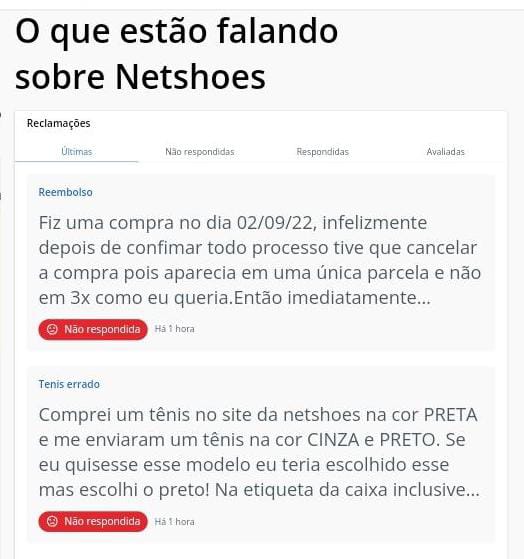 O que estão falando
sobre Netshoes
Reclamações
Últimas
Não respondidas
Respondidas
Avaliadas
Reembolso
Fiz uma compra no dia 02/09/22, infelizmente
depois de confimar todo processo tive que cancelar
a compra pois aparecia em uma única parcela e não
em 3x como eu queria.Então imediatamente...
Não respondida
Há 1 hora
Tenis errado
Comprei um tênis no site da netshoes na cor PRETA
e me enviaram um tênis na cor CINZA e PRETO. Se
eu quisesse esse modelo eu teria escolhido esse
mas escolhi o preto! Na etiqueta da caixa inclusive...
Não respondida
Há 1 hora